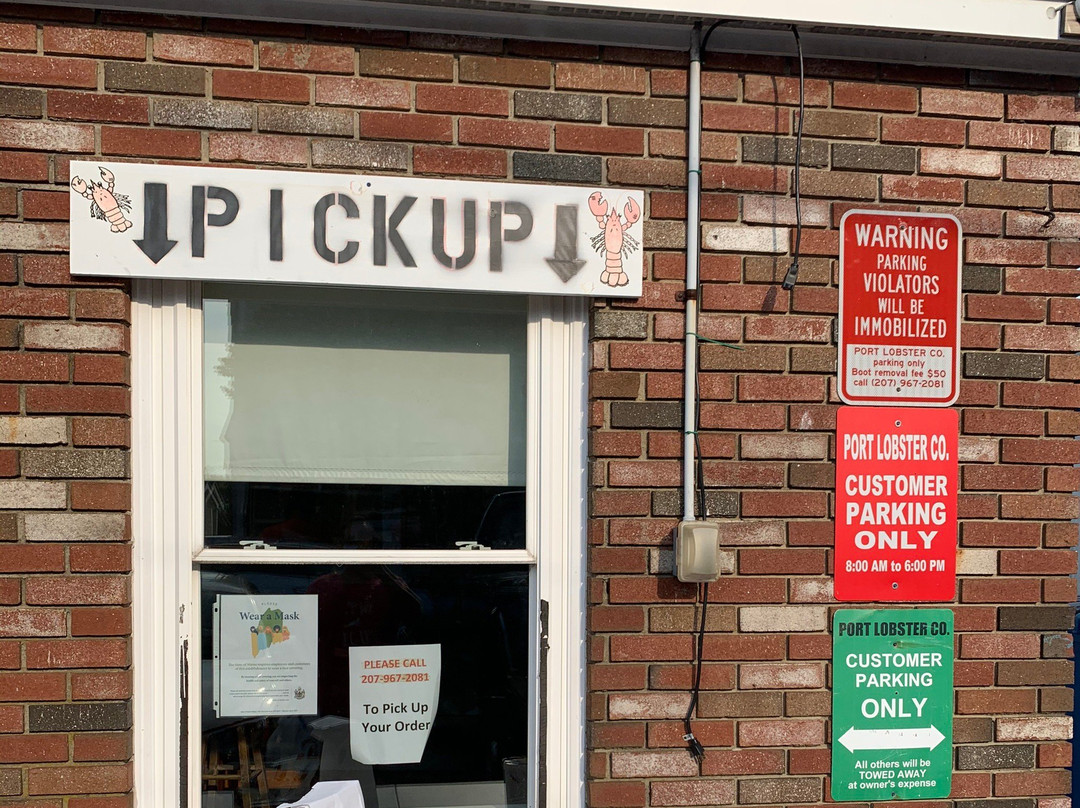 PICKUP
Wear a Mask
PLEASE CALL
207-967-2081
To Pick Up
Your Order
WARNING
PARKING
VIOLATORS
WILL BE
IMMOBILIZED
PORT LOBSTER CO.
parking only
Boot removal fee $50
call (207) 967-2081
PORT LOBSTER CO.
CUSTOMER
PARKING
ONLY
8:00 AM to 6:00 PM
PORT LOBSTER CO.
CUSTOMER
PARKING
ONLY
All others will be
TOWED AWAY
at owner's expense